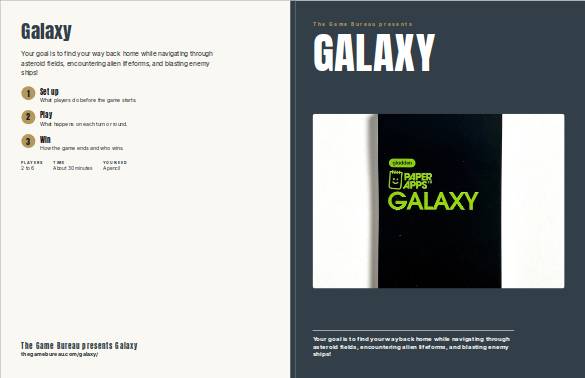 Galaxy
Your goal is to find your way back home while navigating through
asteroid fields, encountering alien lifeforms, and blasting enemy
ships!
1 Set up
What players do before the game starts.
2 Play
What happens on each turn or round.
3 Win
How the game ends and who wins.
PLAYERS TIME YOU NEED
2 to 6 About 30 minutes A pencil
The Game Bureau presents Galaxy
thegamebureau.com/galaxy/
The Game Bureau presents
GALAXY
gladden
PAPER
APPS™
GALAXY
Your goal is to find your way back home while navigating through
asteroid fields, encountering alien lifeforms, and blasting enemy
ships!